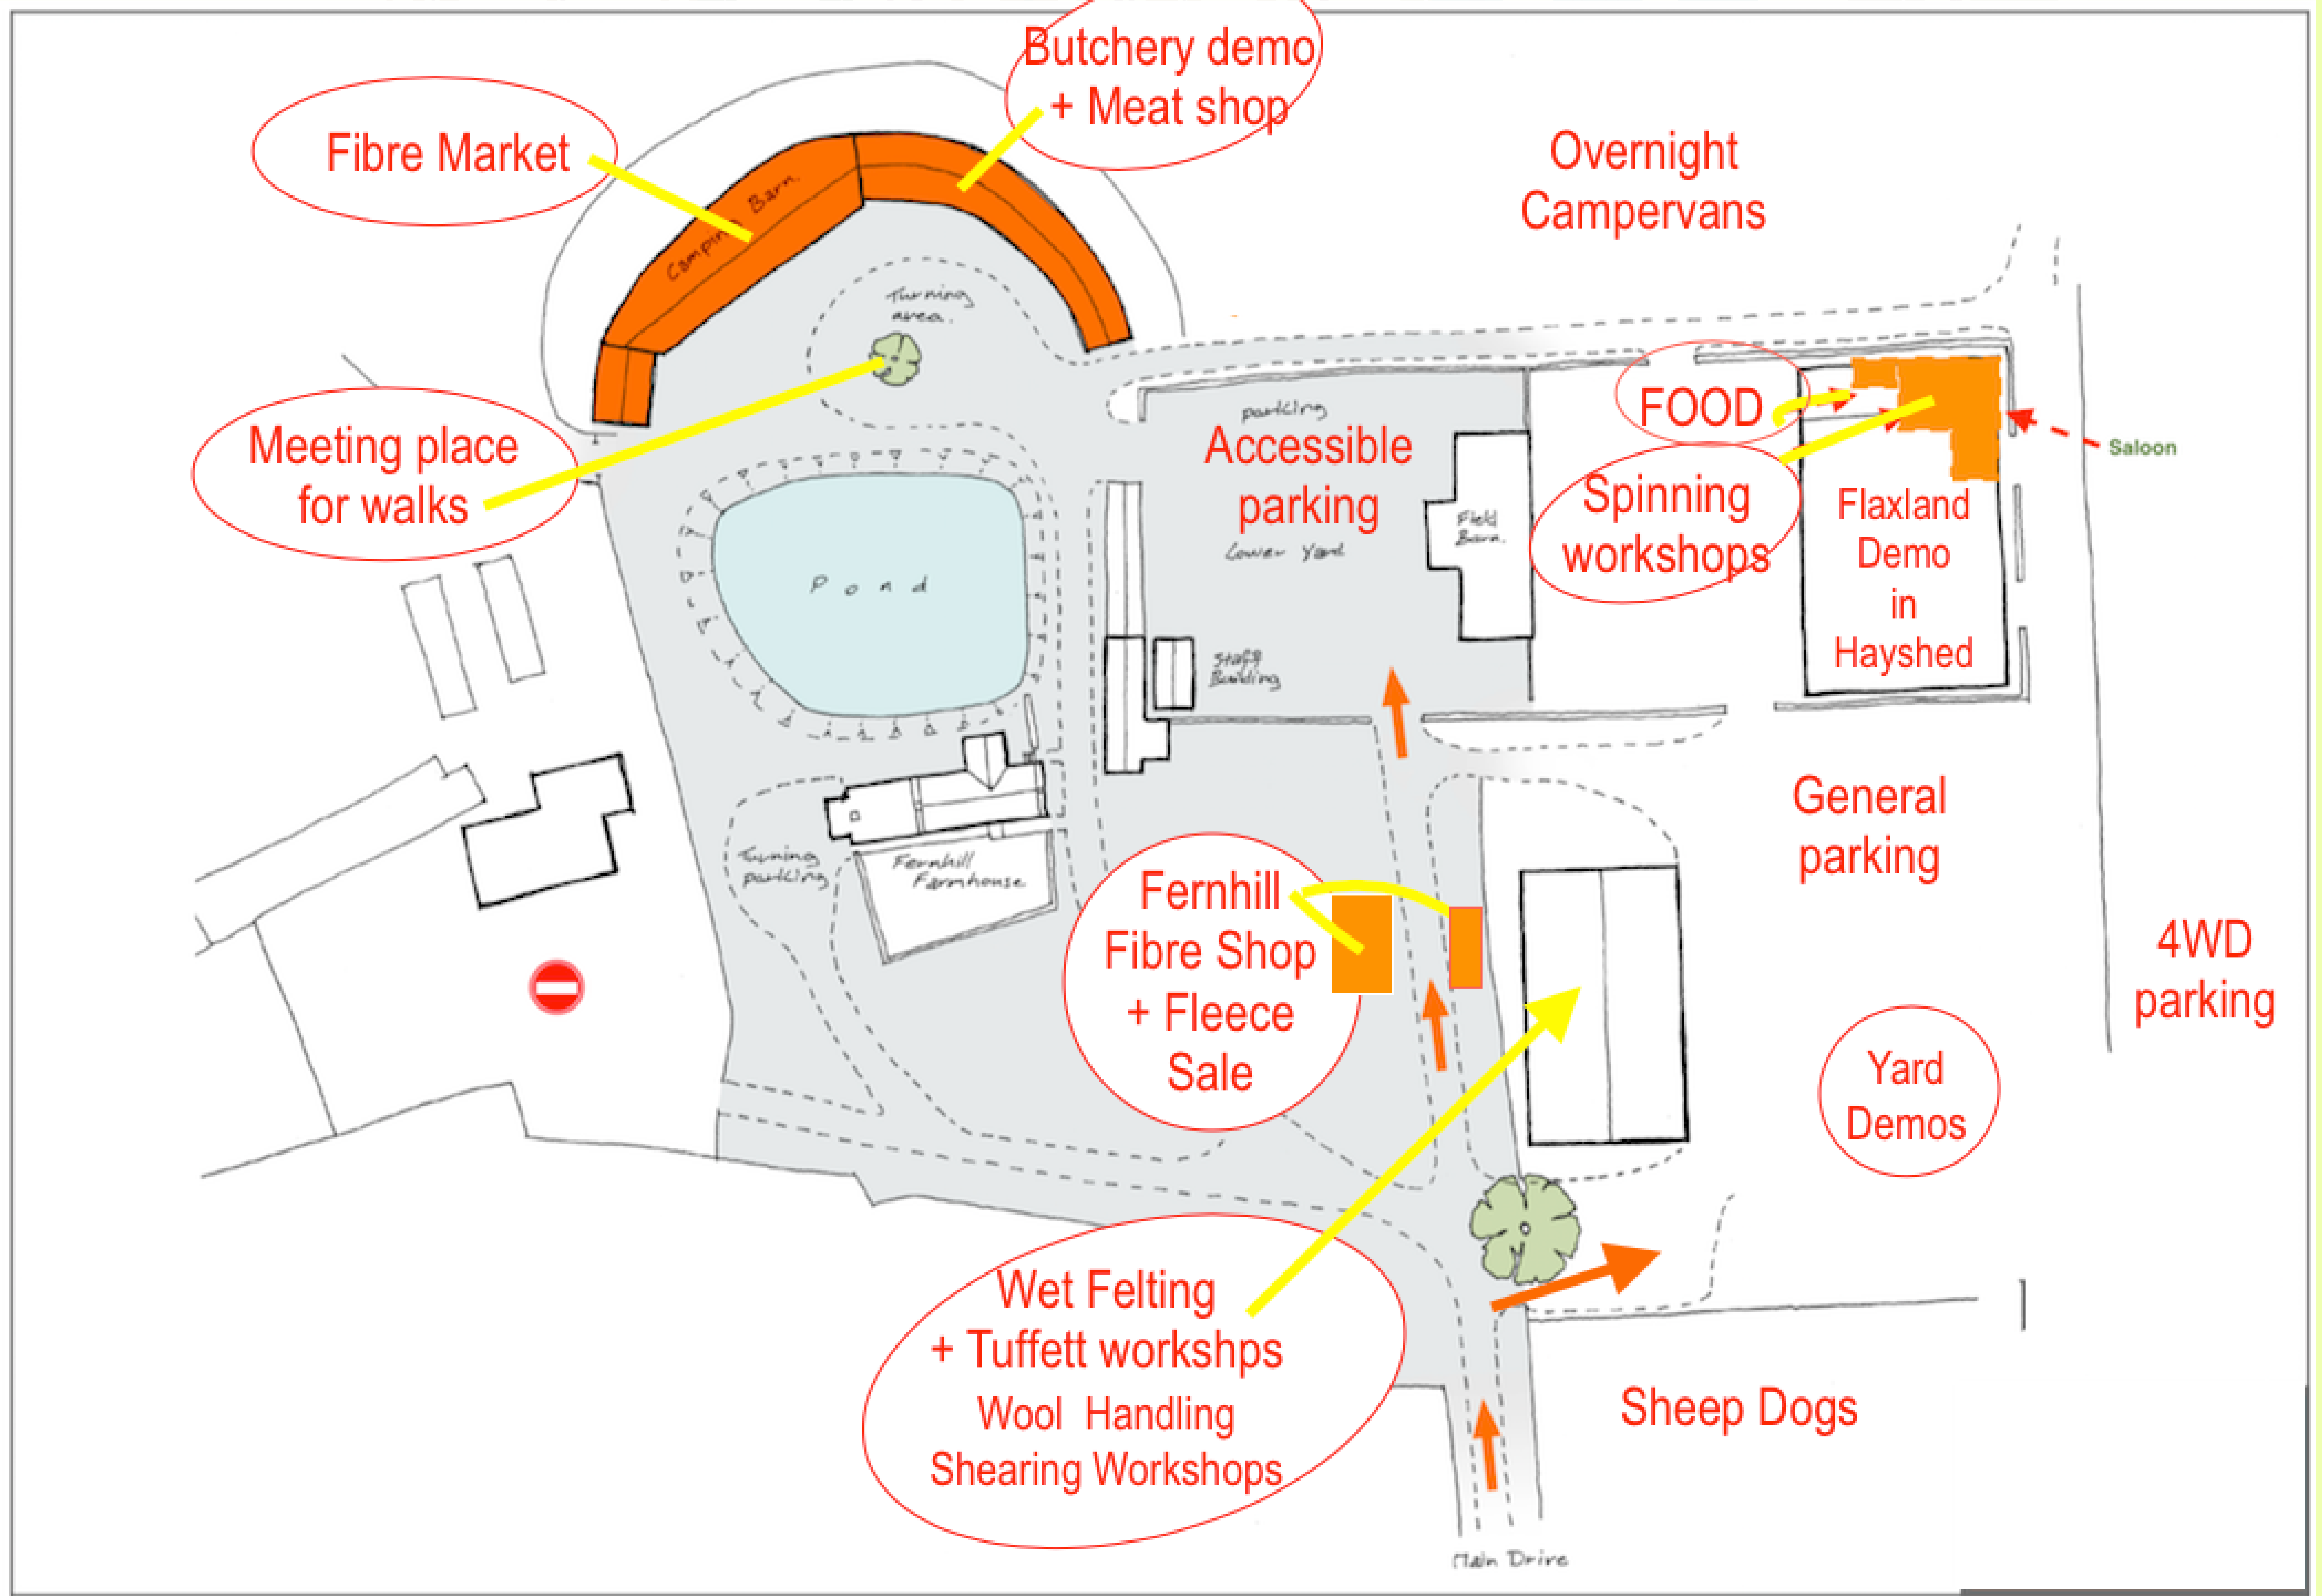 Butchery demo
+ Meat shop
Fibre Market
Overnight
Campervans
Camping Barn.
Turning
area.
Meeting place
for walks
parking
Accessible
parking
Lower Yard
Field
Barn.
FOOD
Spinning
workshops
Saloon
Flaxland
Demo
in
Hayshed
Pond
Staff
Building
General
parking
Turning
parking
Fernhill
Farmhouse
Fernhill
Fibre Shop
+ Fleece
Sale
4WD
parking
Yard
Demos
Wet Felting
+ Tuffett workshps
Wool Handling
Shearing Workshops
Sheep Dogs
Main Drive